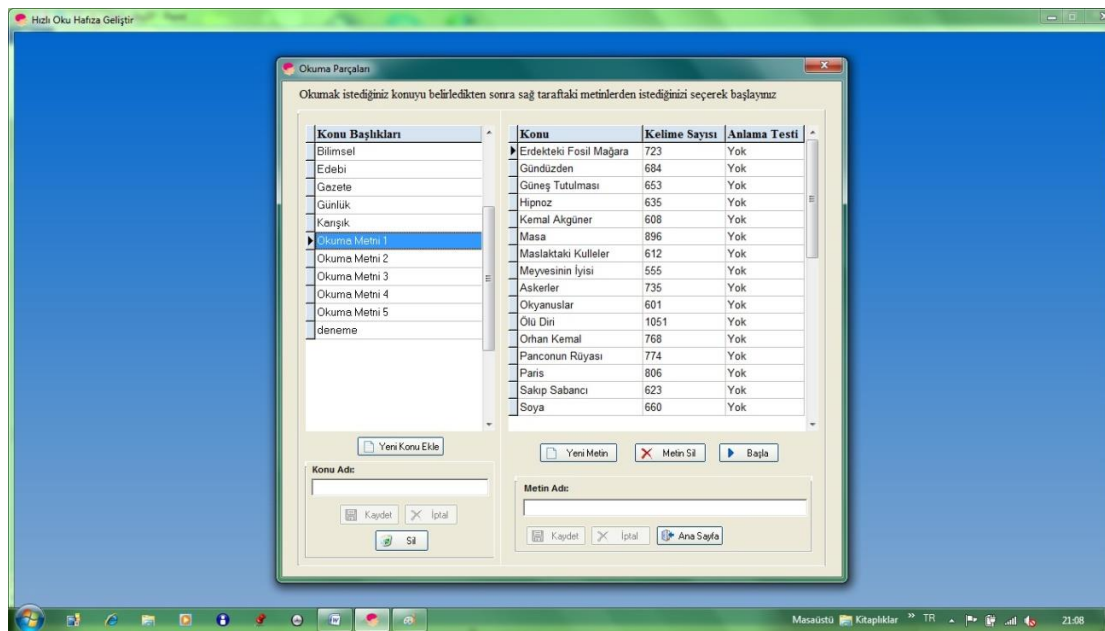 Hızlı Oku Hafıza Geliştir
Okuma Parçaları
Okumak istediğiniz konuyu belirledikten sonra sağ taraftaki metinlerden istediğinizi seçerek başlayınız
Konu Başlıkları
Bilimsel
Edebi
Gazete
Günlük
Karışık
Okuma Metni 1
Okuma Metni 2
Okuma Metni 3
Okuma Metni 4
Okuma Metni 5
deneme
Yeni Konu Ekle
Konu Adı:
Kaydet İptal
Sil
Konu Kelime Sayısı Anlama Testi
Erdekteki Fosil Mağara 723 Yok
Gündüzden 684 Yok
Güneş Tutulması 653 Yok
Hipnoz 635 Yok
Kemal Akgüner 608 Yok
Masa 896 Yok
Maslaktaki Kulleler 612 Yok
Meyvesinin İyisi 555 Yok
Askerler 735 Yok
Okyanuslar 601 Yok
Ölü Diri 1051 Yok
Orhan Kemal 768 Yok
Panconun Rüyası 774 Yok
Paris 806 Yok
Sakıp Sabancı 623 Yok
Soya 660 Yok
Yeni Metin Metin Sil Başla
Metin Adı:
Kaydet İptal Ana Sayfa
Masaüstü Kitaplıklar » TR 21:08